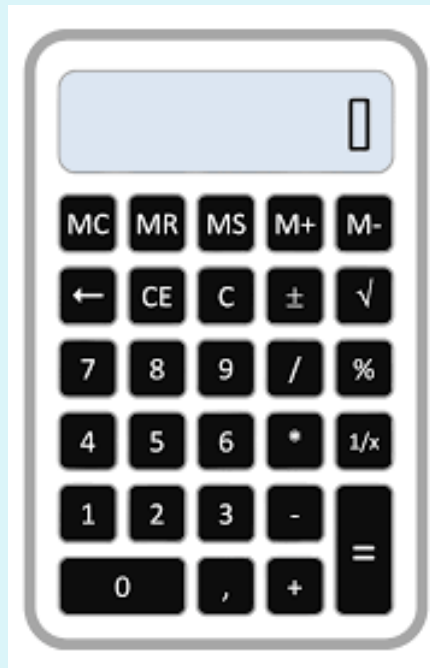 0
MC MR MS M+ M-
← CE C ± √
7 8 9 / %
4 5 6 * 1/x
1 2 3 -
=
0 , +